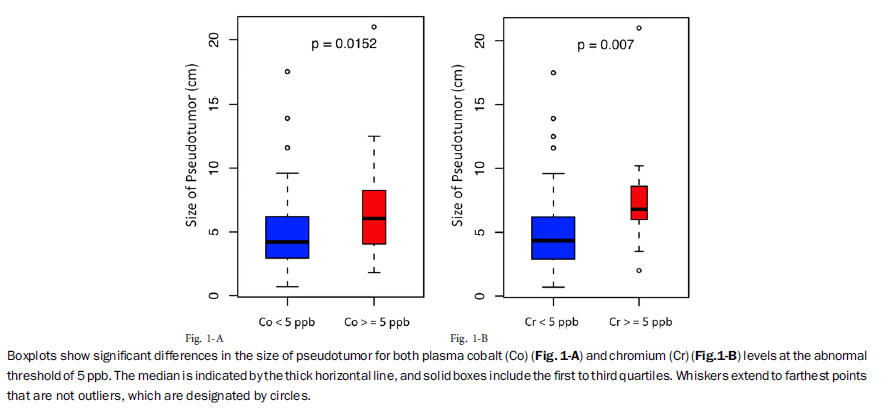 20
15
10
5
0
Size of Pseudotumor (cm)
p = 0.0152
Co < 5 ppb
Co > = 5 ppb
Fig. 1-A
20
15
10
5
0
Size of Pseudotumor (cm)
p = 0.007
Cr < 5 ppb
Cr > = 5 ppb
Fig. 1-B
Boxplots show significant differences in the size of pseudotumor for both plasma cobalt (Co) (Fig. 1-A) and chromium (Cr) (Fig.1-B) levels at the abnormal
threshold of 5 ppb. The median is indicated by the thick horizontal line, and solid boxes include the first to third quartiles. Whiskers extend to farthest points
that are not outliers, which are designated by circles.